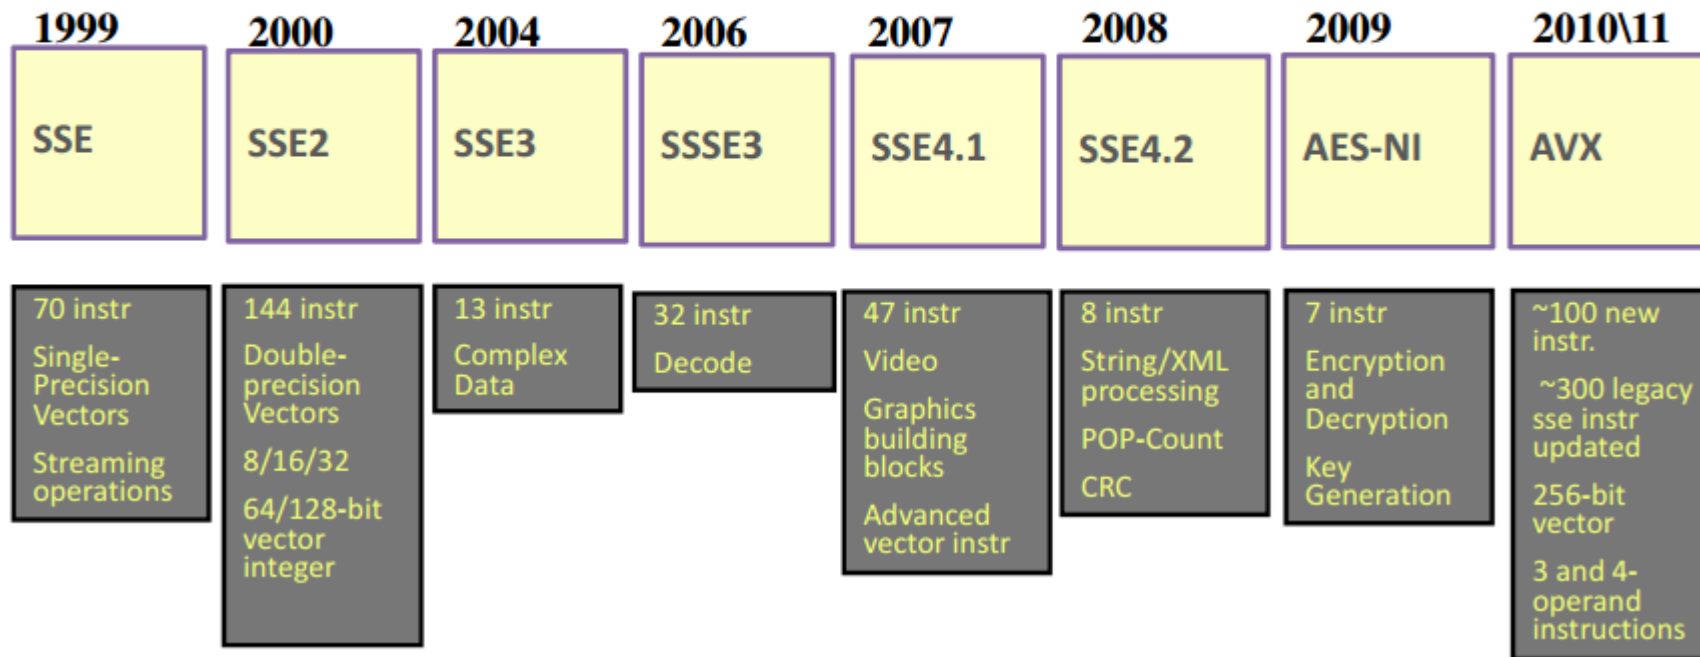 1999
2000
2004
2006
2007
2008
2009
2010\11
SSE
SSE2
SSE3
SSSE3
SSE4.1
SSE4.2
AES-NI
AVX
70 instr
Single-
Precision
Vectors
Streaming
operations
144 instr
Double-
precision
Vectors
8/16/32
64/128-bit
vector
integer
13 instr
Complex
Data
32 instr
Decode
47 instr
Video
Graphics
building
blocks
Advanced
vector instr
8 instr
String/XML
processing
POP-Count
CRC
7 instr
Encryption
and
Decryption
Key
Generation
~100 new
instr.
~300 legacy
sse instr
updated
256-bit
vector
3 and 4-
operand
instructions